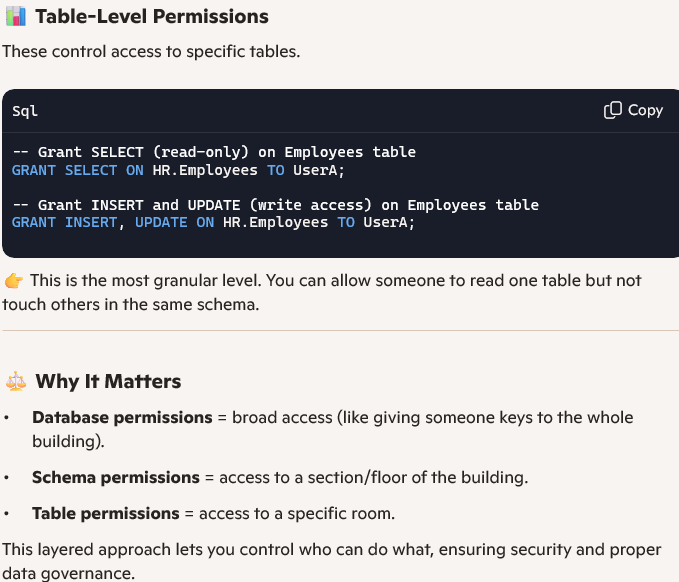 📊 Table-Level Permissions
These control access to specific tables.
Sql
Copy
-- Grant SELECT (read-only) on Employees table
GRANT SELECT ON HR.Employees TO UserA;
-- Grant INSERT and UPDATE (write access) on Employees table
GRANT INSERT, UPDATE ON HR.Employees TO UserA;
👉 This is the most granular level. You can allow someone to read one table but not
touch others in the same schema.
⚖️ Why It Matters
• Database permissions = broad access (like giving someone keys to the whole
building).
• Schema permissions = access to a section/floor of the building.
• Table permissions = access to a specific room.
This layered approach lets you control who can do what, ensuring security and proper
data governance.